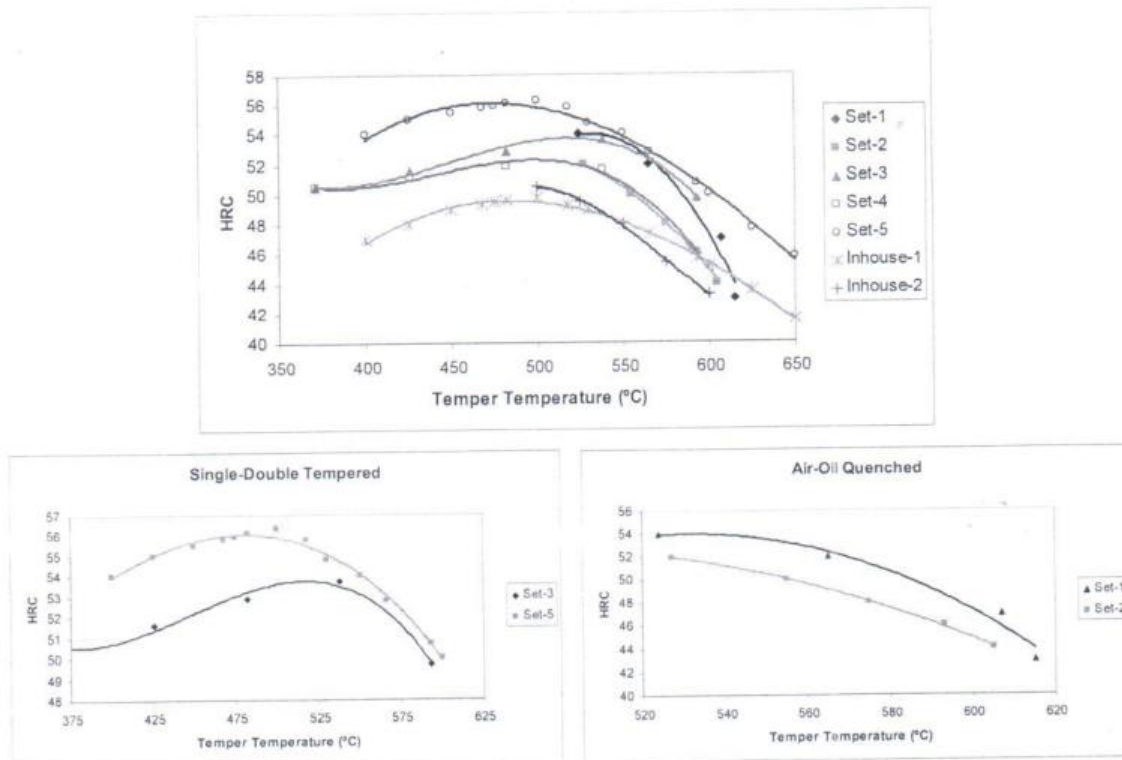 58
56
54
52
50
48
46
44
42
40
HRC
350 400 450 500 550 600 650
Temper Temperature (ºC)
Set-1
Set-2
Set-3
Set-4
Set-5
Inhouse-1
Inhouse-2
Single-Double Tempered
57
56
55
54
53
52
51
50
49
48
HRC
375 425 475 525 575 625
Temper Temperature (ºC)
Set-3
Set-5
Air-Oil Quenched
56
54
52
50
48
46
44
42
40
HRC
520 540 560 580 600 620
Temper Temperature (ºC)
Set-1
Set-2